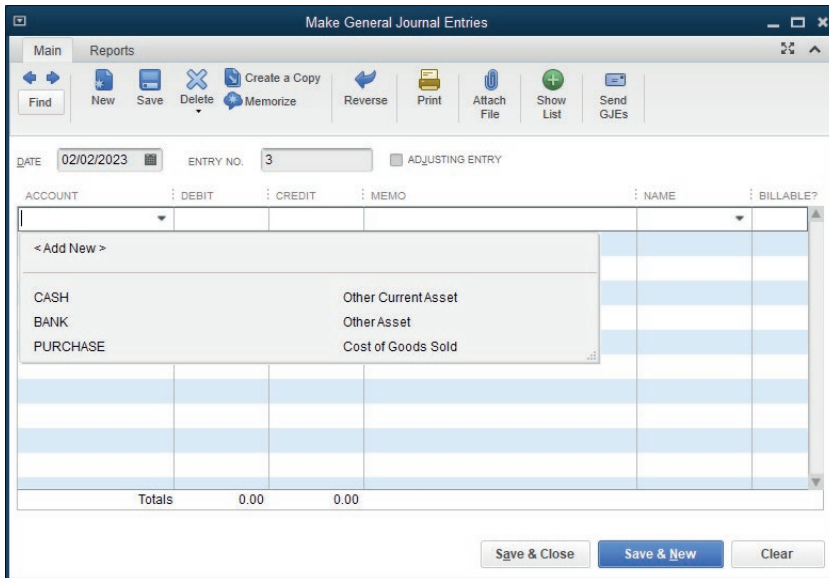 Make General Journal Entries
Main Reports
Find New Save Delete Create a Copy Memorize Reverse Print Attach File Show List Send GJEs
DATE 02/02/2023 ENTRY NO. 3 ADJUSTING ENTRY
ACCOUNT DEBIT CREDIT MEMO NAME BILLABLE?
< Add New >
CASH Other Current Asset
BANK Other Asset
PURCHASE Cost of Goods Sold
Totals 0.00 0.00
Save & Close Save & New Clear